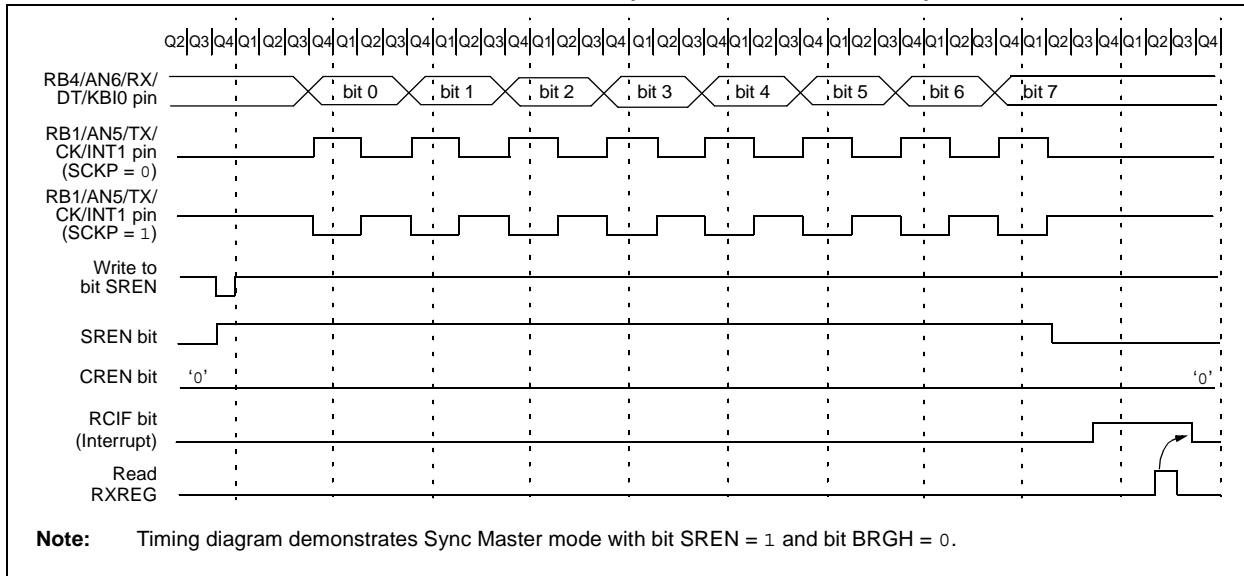 Q2 Q3 Q4 Q1 Q2 Q3 Q4 Q1 Q2 Q3 Q4 Q1 Q2 Q3 Q4 Q1 Q2 Q3 Q4 Q1 Q2 Q3 Q4 Q1 Q2 Q3 Q4 Q1 Q2 Q3 Q4 Q1 Q2 Q3 Q4 Q1 Q2 Q3 Q4 Q1 Q2 Q3 Q4
RB4/AN6/RX/
DT/KBI0 pin
bit 0 bit 1 bit 2 bit 3 bit 4 bit 5 bit 6 bit 7
RB1/AN5/TX/
CK/INT1 pin
(SCKP = 0)
RB1/AN5/TX/
CK/INT1 pin
(SCKP = 1)
Write to
bit SREN
SREN bit
CREN bit ‘0’ ‘0’
RCIF bit
(Interrupt)
Read
RXREG
Note: Timing diagram demonstrates Sync Master mode with bit SREN = 1 and bit BRGH = 0.